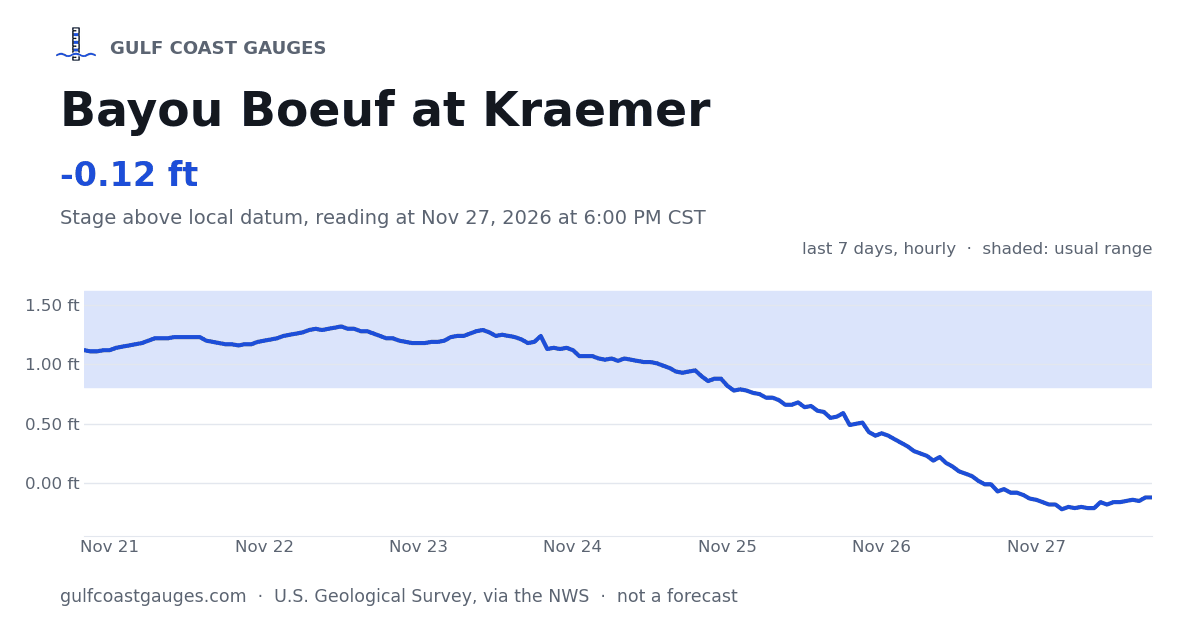 GULF COAST GAUGES
Bayou Boeuf at Kraemer
-0.12 ft
Stage above local datum, reading at Nov 27, 2026 at 6:00 PM CST
last 7 days, hourly · shaded: usual range
1.50 ft
1.00 ft
0.50 ft
0.00 ft
Nov 21 Nov 22 Nov 23 Nov 24 Nov 25 Nov 26 Nov 27
gulfcoastgauges.com · U.S. Geological Survey, via the NWS · not a forecast